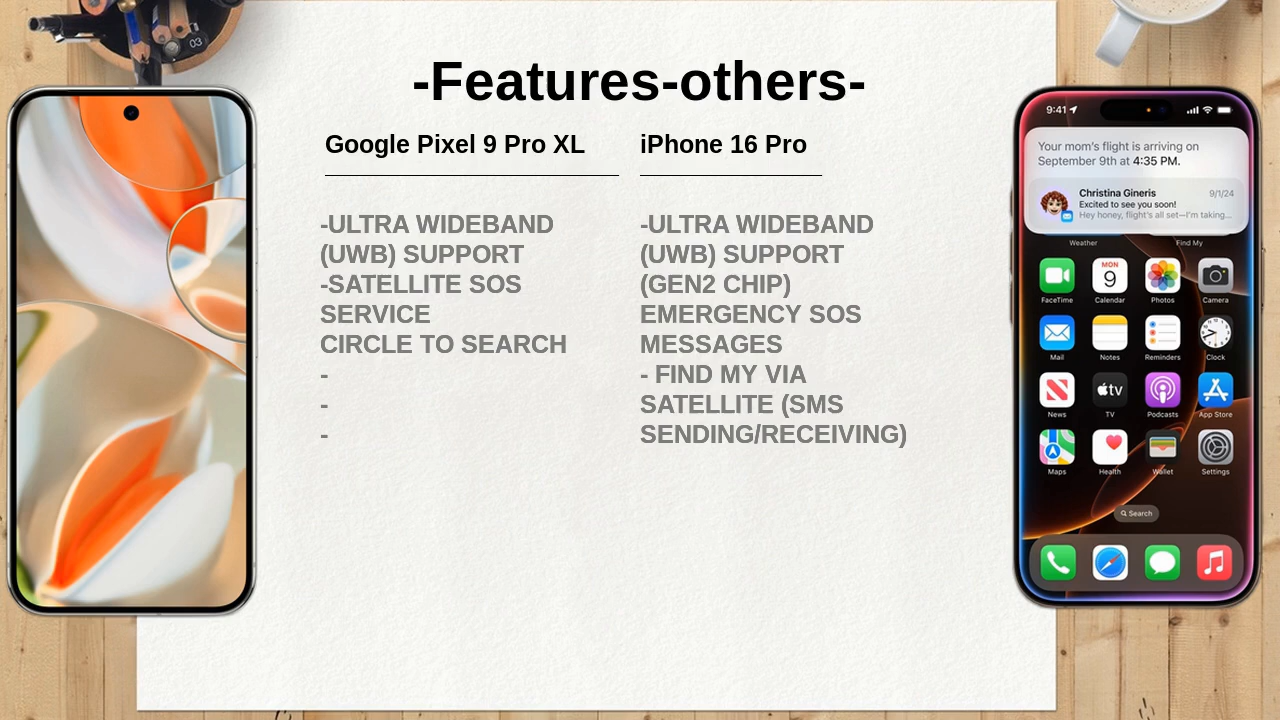 -Features-others-
Google Pixel 9 Pro XL
-ULTRA WIDEBAND
(UWB) SUPPORT
-SATELLITE SOS
SERVICE
CIRCLE TO SEARCH
-
-
-
iPhone 16 Pro
-ULTRA WIDEBAND
(UWB) SUPPORT
(GEN2 CHIP)
EMERGENCY SOS
MESSAGES
- FIND MY VIA
SATELLITE (SMS
SENDING/RECEIVING)
03
9:41
Your mom's flight is arriving on
September 9th at 4:35 PM.
Christina Gineris 9/1/24
Excited to see you soon!
Hey honey, flight's all set—I'm taking...
Weather Find My
MON
9
FaceTime Calendar Photos Camera
Mail Notes Reminders Clock
tv
News TV Podcasts App Store
Maps Health Wallet Settings
Search